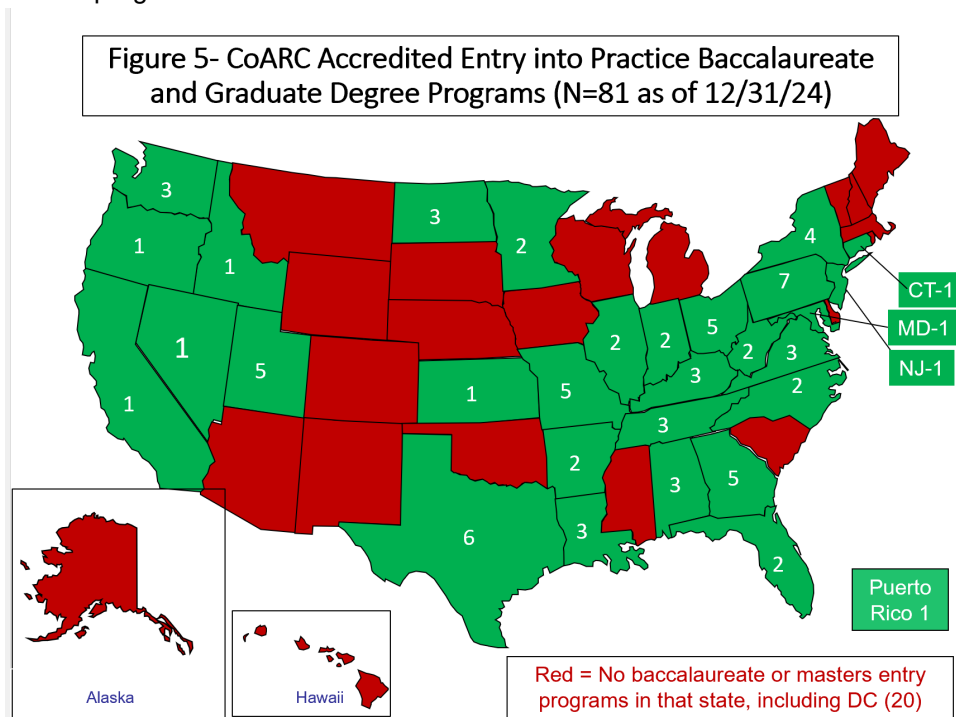 Figure 5- CoARC Accredited Entry into Practice Baccalaureate
and Graduate Degree Programs (N=81 as of 12/31/24)
3
3
2
4
1
1
7
CT-1
MD-1
NJ-1
1
5
2
2
5
2
3
3
1
1
5
3
2
3
2
3
5
6
3
2
Puerto
Rico 1
Alaska
Hawaii
Red = No baccalaureate or masters entry
programs in that state, including DC (20)